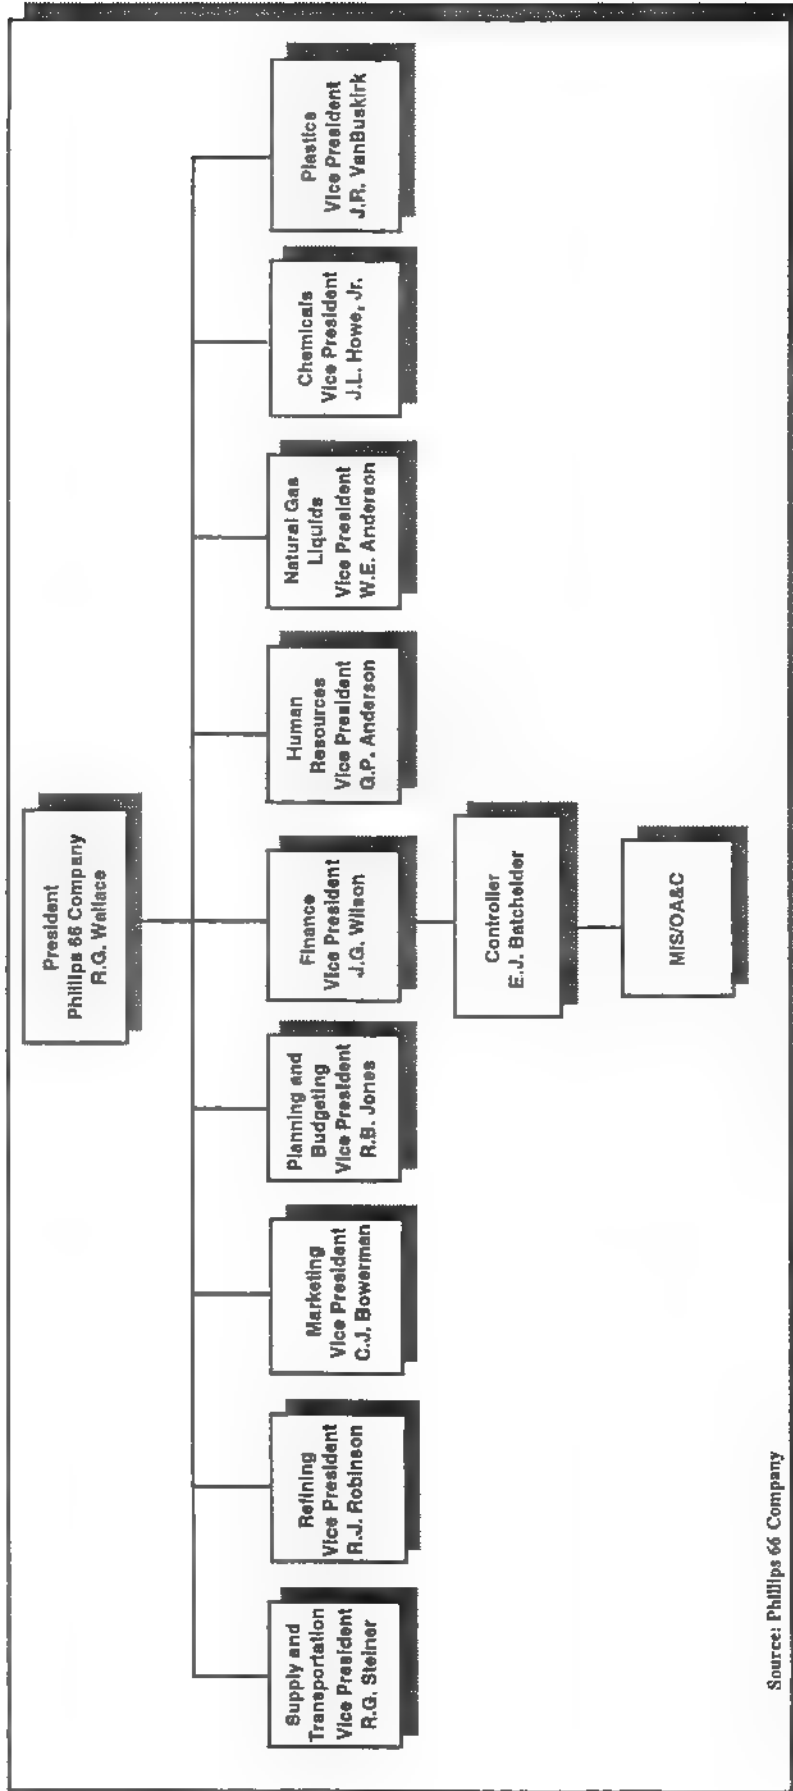 President
Phillips 66 Company
R.G. Wallace
Supply and
Transportation
Vice President
R.G. Steiner
Refining
Vice President
R.J. Robinson
Marketing
Vice President
C.J. Bowerman
Planning and
Budgeting
Vice President
R.B. Jones
Finance
Vice President
J.G. Wilson
Human
Resources
Vice President
G.P. Anderson
Natural Gas
Liquids
Vice President
W.E. Anderson
Chemicals
Vice President
J.L. Howe, Jr.
Plastics
Vice President
J.R. VanBuskirk
Controller
E.J. Batchelder
MIS/OA&C
Source: Phillips 66 Company